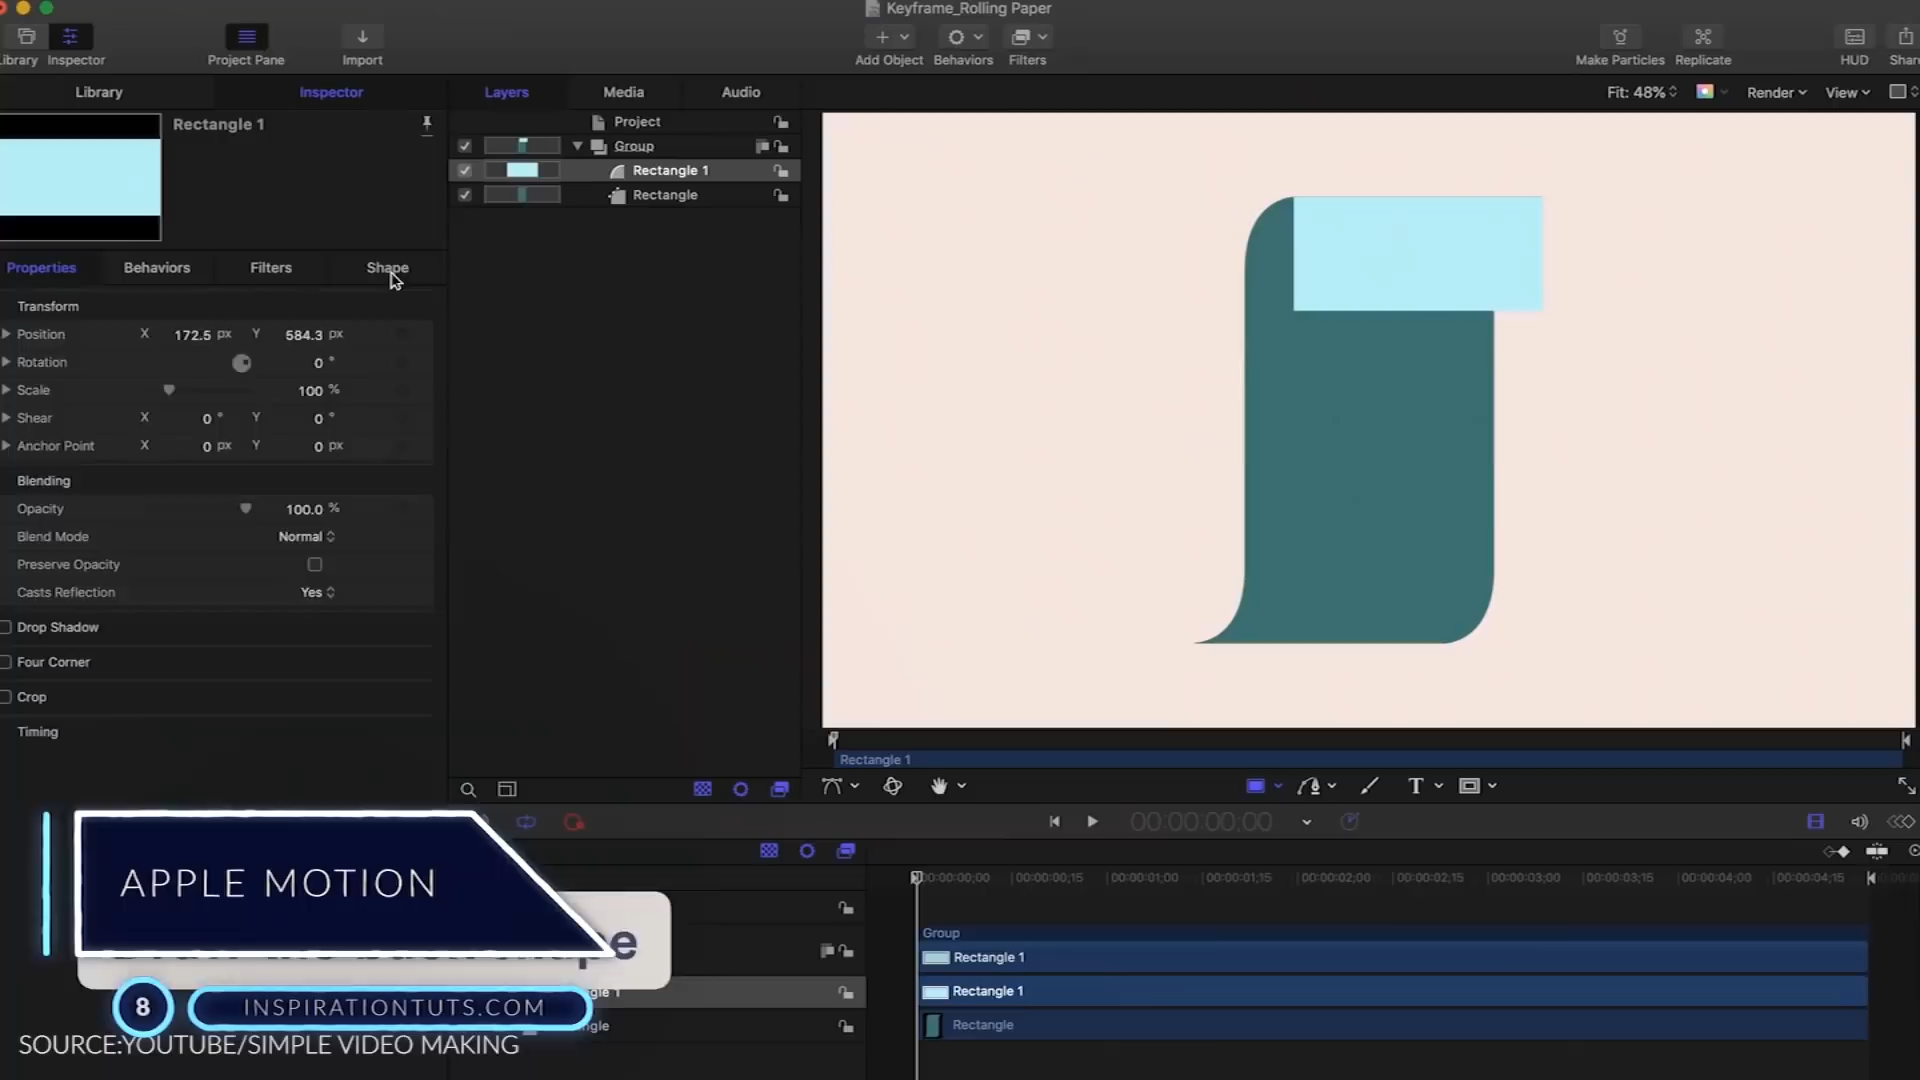 Keyframe_Rolling Paper
Library Inspector Project Pane Import Add Object Behaviors Filters Make Particles Replicate HUD Shar
Library Inspector Layers Media Audio Fit: 48% Render View
Rectangle 1
Project
Group
Rectangle 1
Rectangle
Properties Behaviors Filters Shape
Transform
Position X 172.5 px Y 584.3 px
Rotation 0 °
Scale 100 %
Shear X 0 ° Y 0 °
Anchor Point X 0 px Y 0 px
Blending
Opacity 100.0 %
Blend Mode Normal
Preserve Opacity
Casts Reflection Yes
Drop Shadow
Four Corner
Crop
Timing
Rectangle 1
T
00:00:00;00
00:00:00;00 00:00:00;15 00:00:01;00 00:00:01;15 00:00:02;00 00:00:02;15 00:00:03;00 00:00:03;15 00:00:04;00 00:00:04;15
Group
Rectangle 1
Rectangle 1
Rectangle
APPLE MOTION
8 INSPIRATIONTUTS.COM
SOURCE:YOUTUBE/SIMPLE VIDEO MAKING